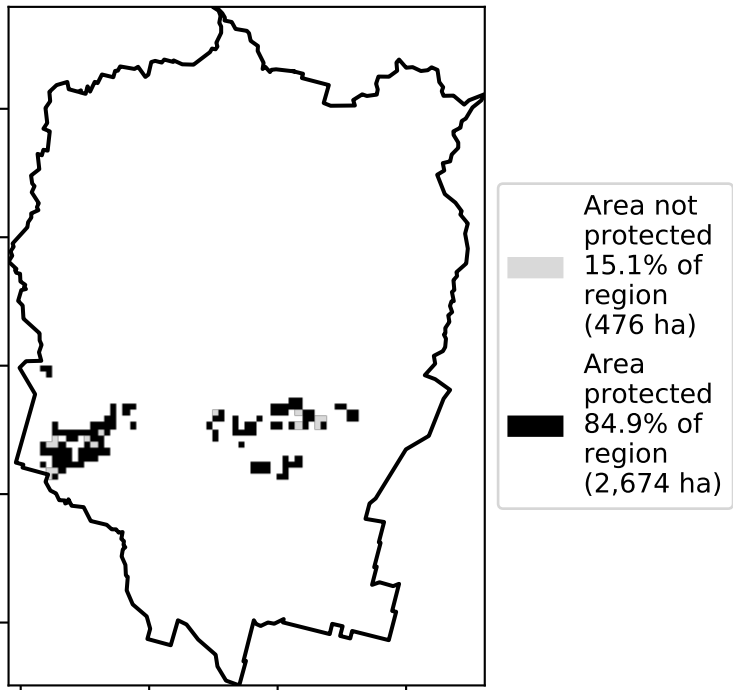 Area not
protected
15.1% of
region
(476 ha)
Area
protected
84.9% of
region
(2,674 ha)